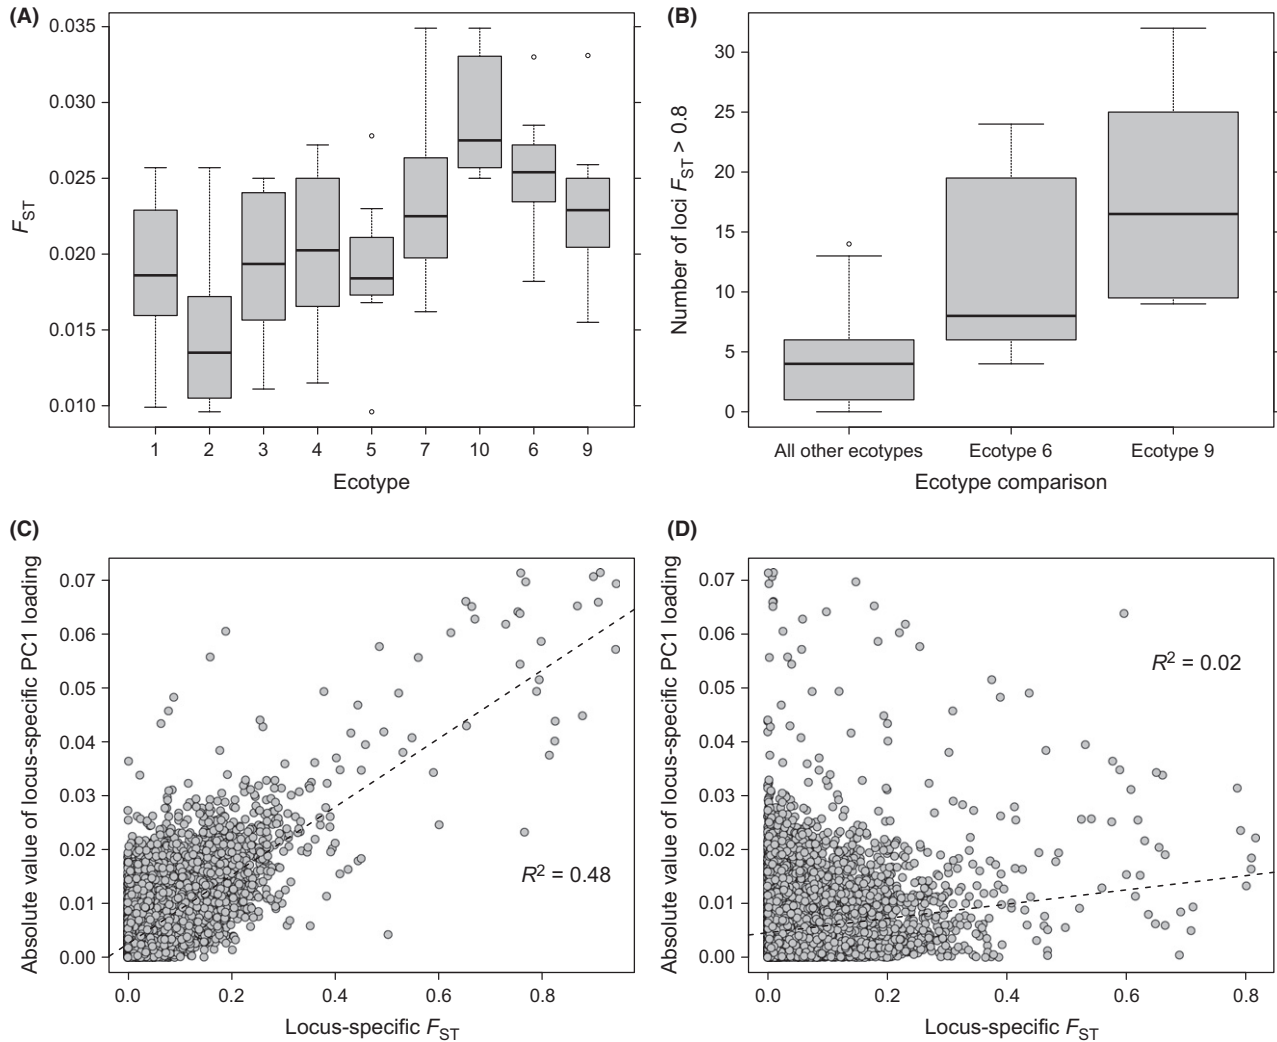 (A)
0.035
0.030
0.025
0.020
0.015
0.010
FST
1 2 3 4 5 7 10 6 9
Ecotype
(B)
30
25
20
15
10
5
0
Number of loci FST > 0.8
All other ecotypes Ecotype 6 Ecotype 9
Ecotype comparison
(C)
0.07
0.06
0.05
0.04
0.03
0.02
0.01
0.00
Absolute value of locus-specific PC1 loading
R2 = 0.48
0.0 0.2 0.4 0.6 0.8
Locus-specific FST
(D)
0.07
0.06
0.05
0.04
0.03
0.02
0.01
0.00
Absolute value of locus-specific PC1 loading
R2 = 0.02
0.0 0.2 0.4 0.6 0.8
Locus-specific FST